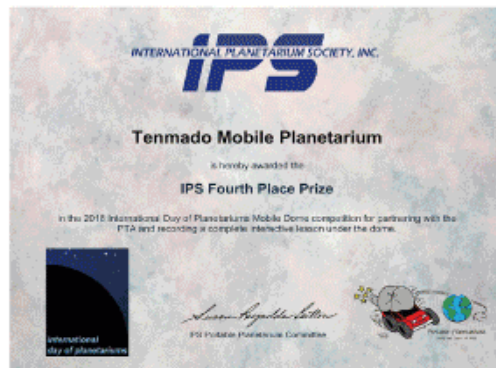 INTERNATIONAL PLANETARIUM SOCIETY, INC.
IPS
Tenmado Mobile Planetarium
is hereby awarded the
IPS Fourth Place Prize
in the 2018 International Day of Planetariums Mobile Dome competition for partnering with the
PTA and recording a complete interactive lesson under the dome.
IPS Portable Planetarium Committee
international
day of planetariums